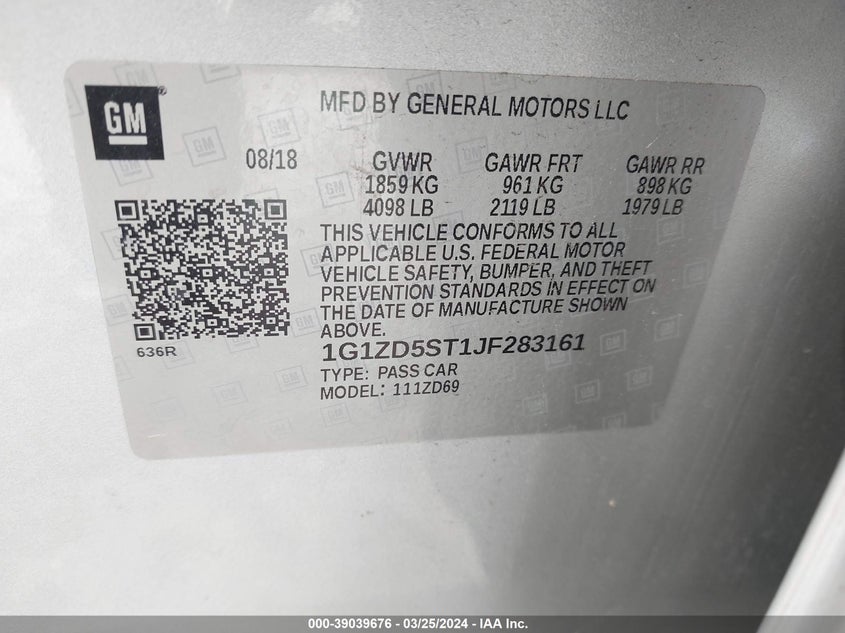 GM®
MFD BY GENERAL MOTORS LLC
08/18 GVWR GAWR FRT GAWR RR
1859 KG 961 KG 898 KG
4098 LB 2119 LB 1979 LB
THIS VEHICLE CONFORMS TO ALL
APPLICABLE U.S. FEDERAL MOTOR
VEHICLE SAFETY, BUMPER, AND THEFT
PREVENTION STANDARDS IN EFFECT ON
THE DATE OF MANUFACTURE SHOWN
ABOVE.
636R
1G1ZD5ST1JF283161
TYPE: PASS CAR
MODEL: 111ZD69
000-39039676 — 03/25/2024 — IAA Inc.